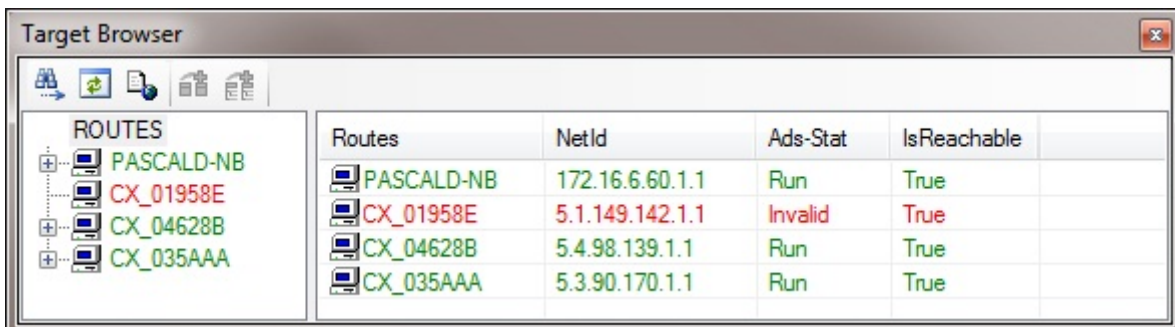 Target Browser
ROUTES
PASCALD-NB
CX_01958E
CX_04628B
CX_035AAA
Routes NetId Ads-Stat IsReachable
PASCALD-NB 172.16.6.60.1.1 Run True
CX_01958E 5.1.149.142.1.1 Invalid True
CX_04628B 5.4.98.139.1.1 Run True
CX_035AAA 5.3.90.170.1.1 Run True